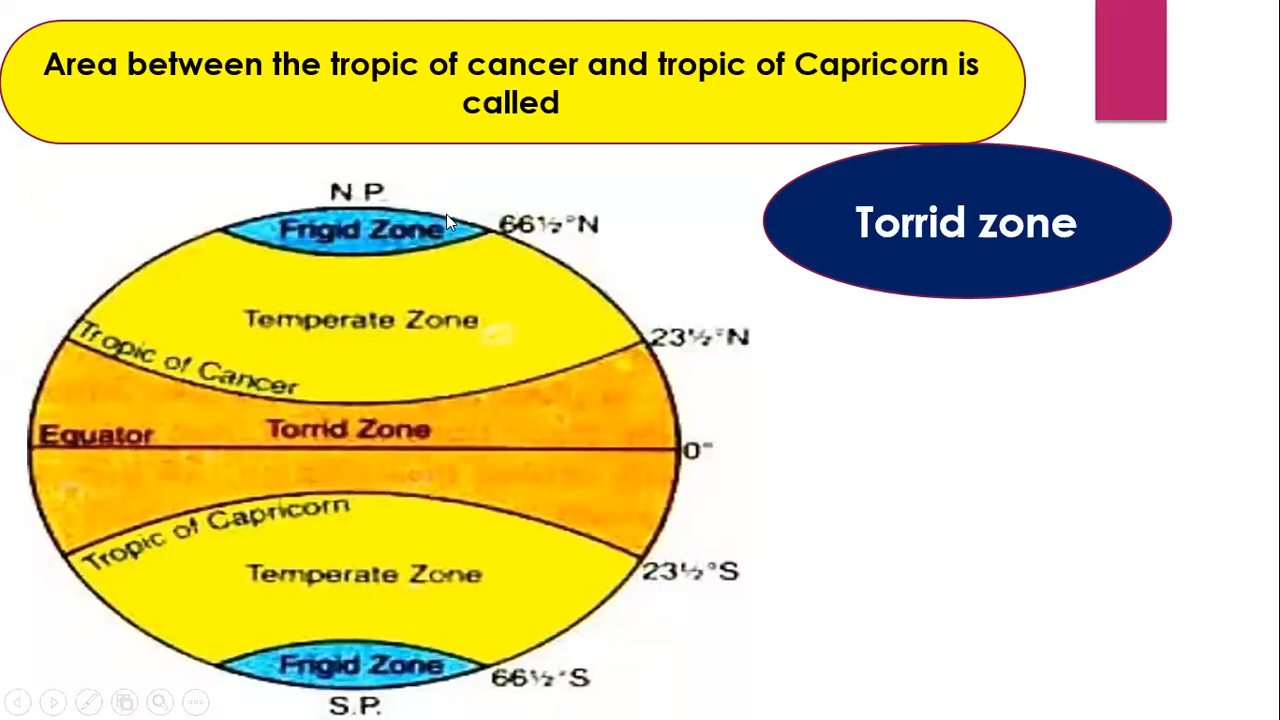 Area between the tropic of cancer and tropic of Capricorn is
called
Torrid zone
N.P.
Frigid Zone
66½°N
Temperate Zone
23½°N
Tropic of Cancer
Torrid Zone
Equator
0°
Tropic of Capricorn
Temperate Zone
23½°S
Frigid Zone
66½°S
S.P.